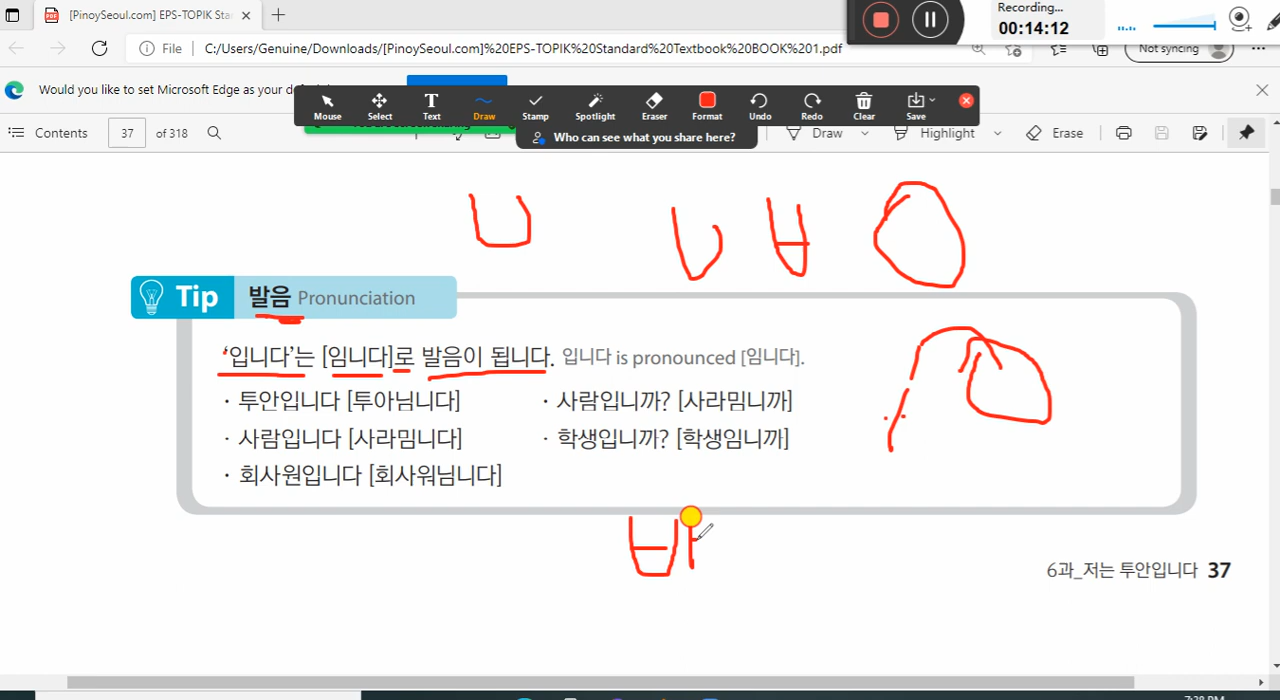 [PinoySeoul.com] EPS-TOPIK Sta
Recording...
00:14:12
File
C:/Users/Genuine/Downloads/[PinoySeoul.com]%20EPS-TOPIK%20Standard%20Textbook%20BOOK%201.pdf
Not syncing
Would you like to set Microsoft Edge as your de
Mouse Select Text Draw Stamp Spotlight Eraser Format Undo Redo Clear Save
Who can see what you share here?
Contents 37 of 318 Draw Highlight Erase
Tip 발음 Pronunciation
‘입니다’는 [임니다]로 발음이 됩니다. 입니다 is pronounced [임니다].
· 투안입니다 [투아님니다] · 사람입니까? [사라밈니까]
· 사람입니다 [사라밈니다] · 학생입니까? [학생임니까]
· 회사원입니다 [회사워님니다]
6과_저는 투안입니다 37